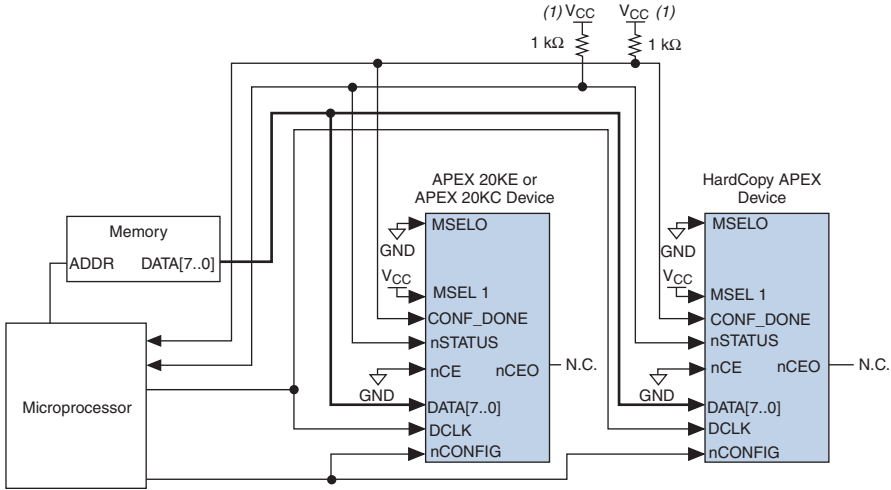 (1) VCC
VCC (1)
1 kΩ
1 kΩ
APEX 20KE or
APEX 20KC Device
HardCopy APEX
Device
Memory
ADDR DATA[7..0]
Microprocessor
GND
MSELO
VCC
MSEL 1
CONF_DONE
nSTATUS
GND
nCE
nCEO
N.C.
DATA[7..0]
DCLK
nCONFIG
GND
MSELO
VCC
MSEL 1
CONF_DONE
nSTATUS
GND
nCE
nCEO
N.C.
DATA[7..0]
DCLK
nCONFIG